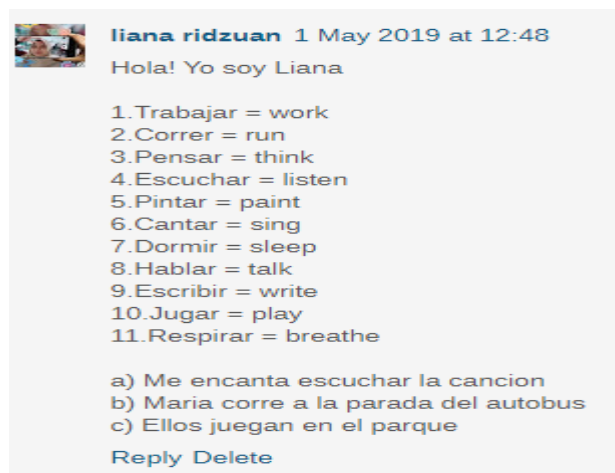 liana ridzuan 1 May 2019 at 12:48
Hola! Yo soy Liana
1.Trabajar = work
2.Correr = run
3.Pensar = think
4.Escuchar = listen
5.Pintar = paint
6.Cantar = sing
7.Dormir = sleep
8.Hablar = talk
9.Escribir = write
10.Jugar = play
11.Respirar = breathe
a) Me encanta escuchar la cancion
b) Maria corre a la parada del autobus
c) Ellos juegan en el parque
Reply Delete